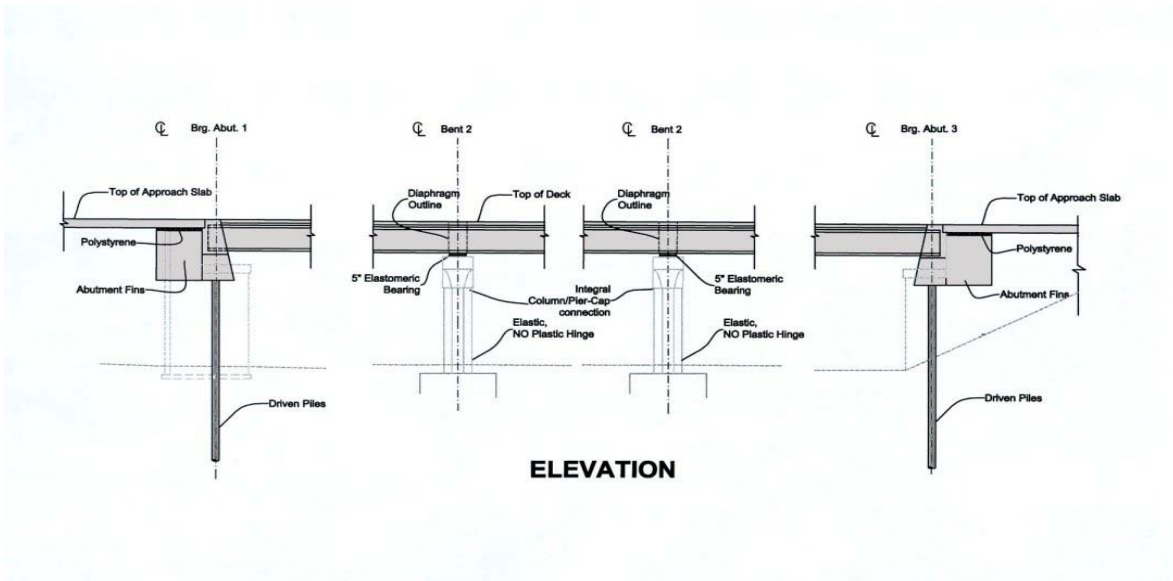 ℄ Brg. Abut. 1
℄ Bent 2
℄ Bent 2
℄ Brg. Abut. 3
Top of Approach Slab
Polystyrene
Abutment Fins
Driven Piles
Diaphragm
Outline
Top of Deck
5" Elastomeric
Bearing
Integral
Column/Pier-Cap
connection
Elastic,
NO Plastic Hinge
Diaphragm
Outline
5" Elastomeric
Bearing
Elastic,
NO Plastic Hinge
Top of Approach Slab
Polystyrene
Abutment Fins
Driven Piles
ELEVATION